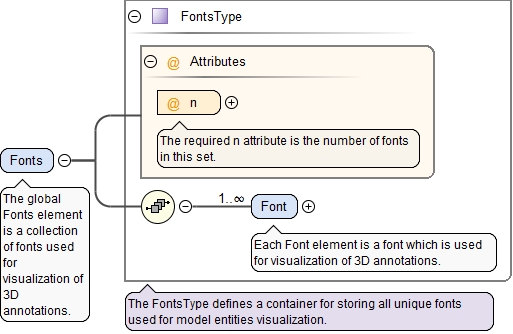 FontsType
@ Attributes
@ n
The required n attribute is the number of fonts
in this set.
Fonts
The global
Fonts element
is a collection
of fonts used
for
visualization of
3D
annotations.
1..∞
Font
Each Font element is a font which is used
for visualization of 3D annotations.
The FontsType defines a container for storing all unique fonts
used for model entities visualization.